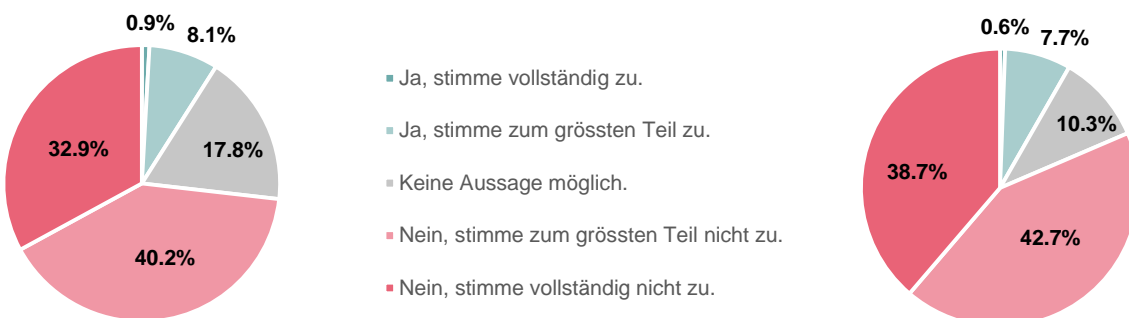 0.9%
8.1%
17.8%
40.2%
32.9%
Ja, stimme vollständig zu.
Ja, stimme zum grössten Teil zu.
Keine Aussage möglich.
Nein, stimme zum grössten Teil nicht zu.
Nein, stimme vollständig nicht zu.
0.6%
7.7%
10.3%
42.7%
38.7%